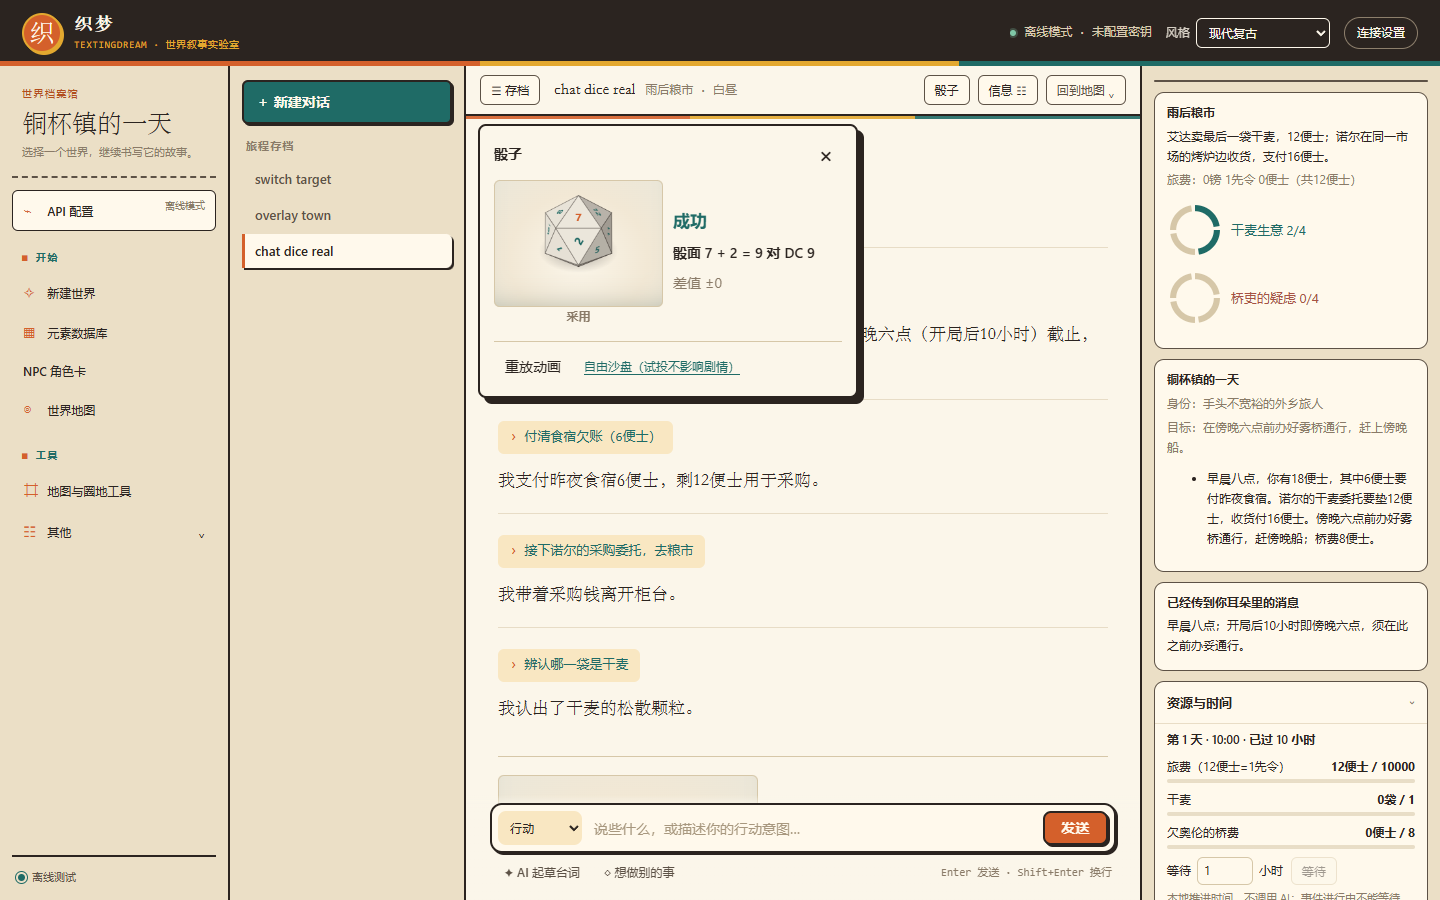 织
织梦
TEXTINGDREAM · 世界叙事实验室
离线模式 · 未配置密钥
风格
现代复古
连接设置
世界档案馆
铜杯镇的一天
选择一个世界，继续书写它的故事。
API 配置
离线模式
开始
新建世界
元素数据库
NPC 角色卡
世界地图
工具
地图与圆地工具
其他
离线测试
+ 新建对话
旅程存档
switch target
overlay town
chat dice real
☰ 存档
chat dice real
雨后粮市 · 白昼
骰子
信息 ☷
回到地图
骰子
✕
7
2
采用
成功
骰面 7 + 2 = 9 对 DC 9
差值 ±0
重放动画
自由沙盘（试投不影响剧情）
晚六点（开局后10小时）截止，
› 付清食宿欠账（6便士）
我支付昨夜食宿6便士，剩12便士用于采购。
› 接下诺尔的采购委托，去粮市
我带着采购钱离开柜台。
› 辨认哪一袋是干麦
我认出了干麦的松散颗粒。
行动
说些什么，或描述你的行动意图...
发送
✦ AI 起草台词
⬦ 想做别的事
Enter 发送 · Shift+Enter 换行
雨后粮市
艾达卖最后一袋干麦，12便士；诺尔在同一市
场的烤炉边收货，支付16便士。
旅费：0镑 1先令 0便士（共12便士）
干麦生意 2/4
桥吏的疑虑 0/4
铜杯镇的一天
身份：手头不宽裕的外乡旅人
目标：在傍晚六点前办好雾桥通行，赶上傍晚
船。
• 早晨八点，你有18便士，其中6便士要
付昨夜食宿。诺尔的干麦委托要垫12便
士，收货付16便士。傍晚六点前办好雾
桥通行，赶傍晚船；桥费8便士。
已经传到你耳朵里的消息
早晨八点；开局后10小时即傍晚六点，须在此
之前办妥通行。
资源与时间
第 1 天 · 10:00 · 已过 10 小时
旅费（12便士=1先令）
12便士 / 10000
干麦
0袋 / 1
欠奥伦的桥费
0便士 / 8
等待
1
小时
等待
本地推进时间，不调用 AI；事件进行中不能等待